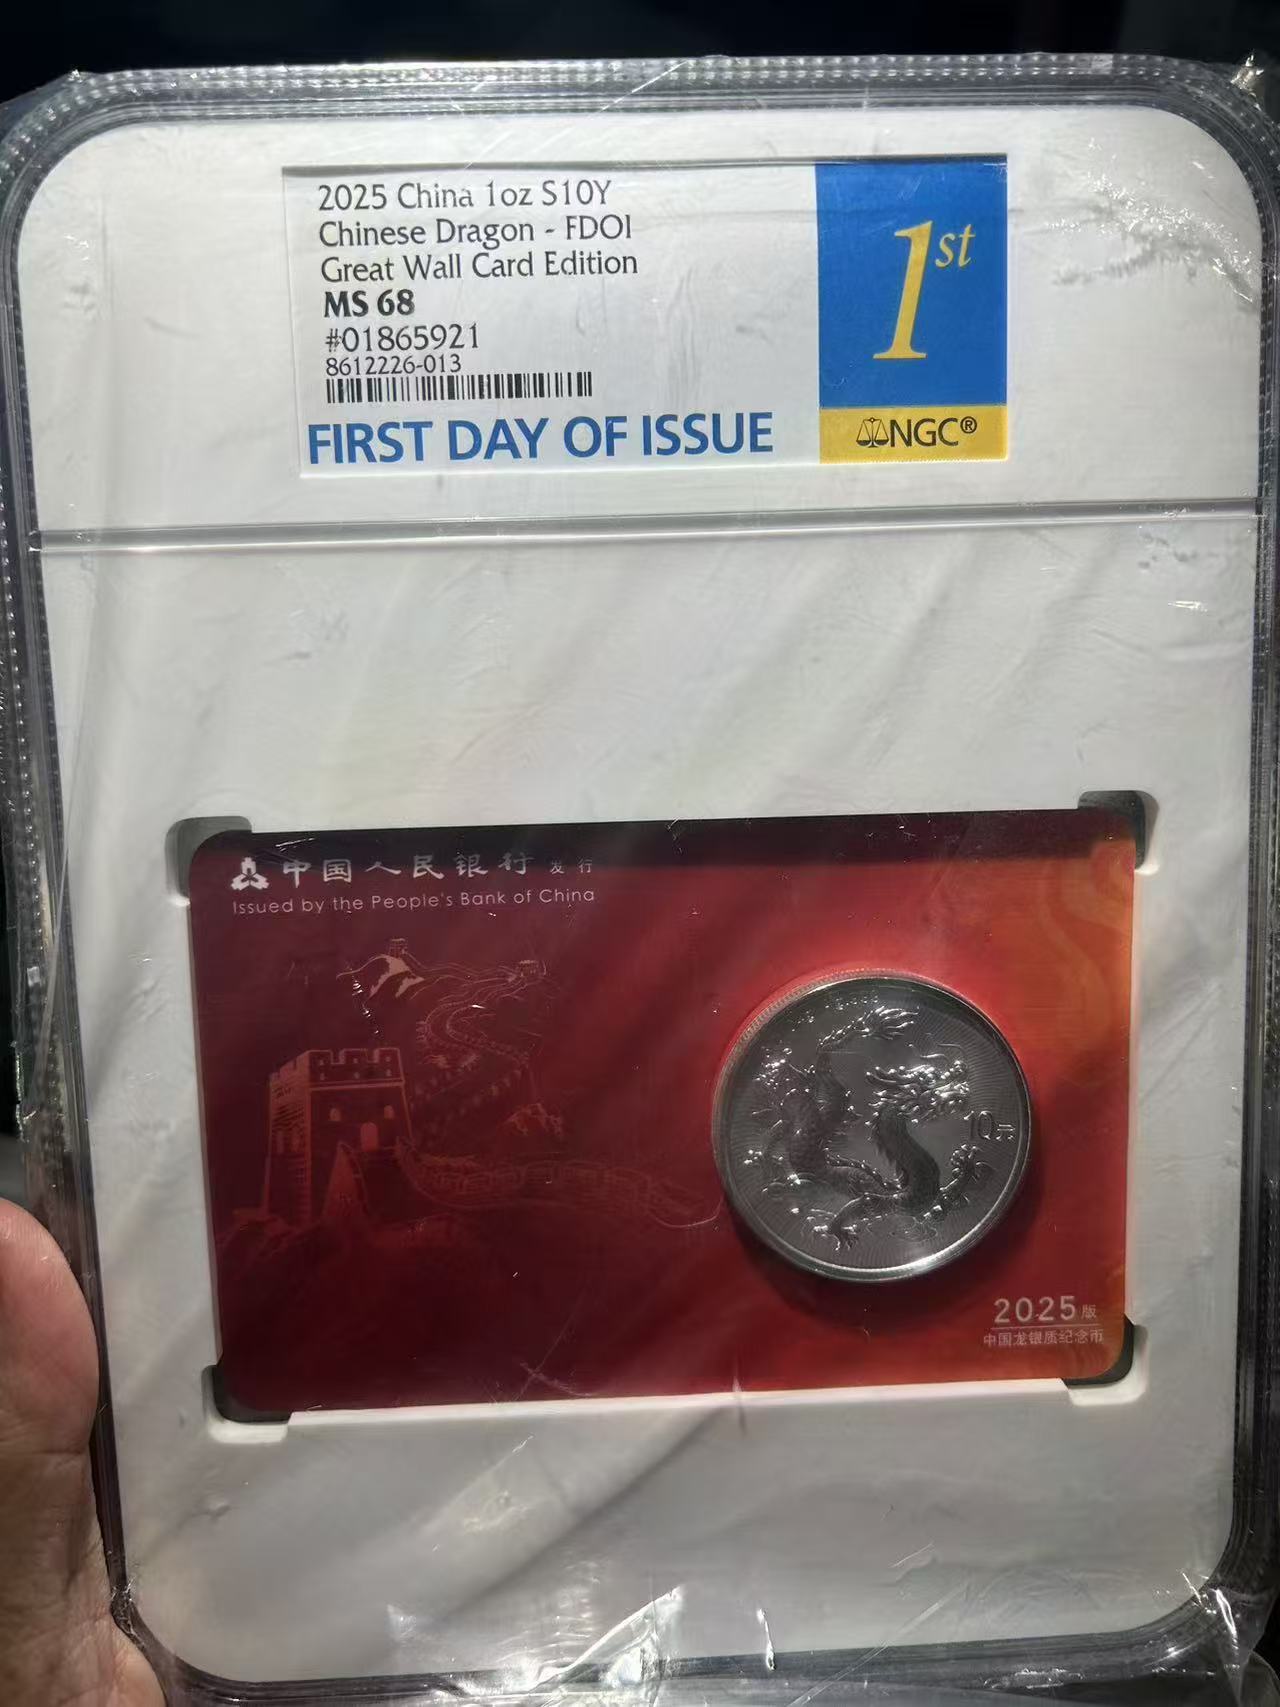 2025 China 1oz S10Y
Chinese Dragon - FDOI
Great Wall Card Edition
MS 68
#01865921
8612226-013
FIRST DAY OF ISSUE
1st
NGC®
中国人民银行 发行
Issued by the People's Bank of China
10元
2025版
中国龙银质纪念币